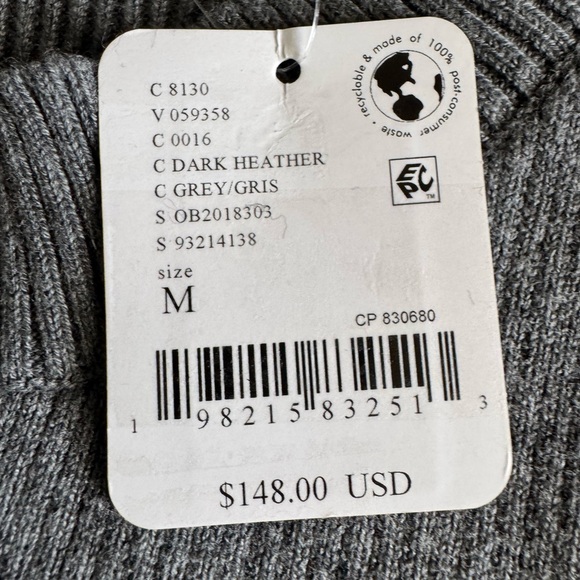 C 8130
V 059358
C 0016
C DARK HEATHER
C GREY/GRIS
S OB2018303
S 93214138
size
M
recyclable & made of 100% post-consumer waste •
EPC™
CP 830680
1 98215 83251 3
$148.00 USD